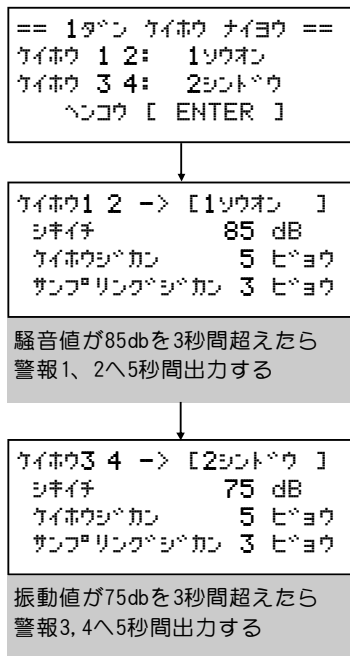 == 1ダン ケイホウ ナイヨウ ==
ケイホウ 1 2: 1ソウオン
ケイホウ 3 4: 2シンドウ
ヘンコウ [ ENTER ]
ケイホウ1 2 -> [1ソウオン ]
シキイチ 85 dB
ケイホウジカン 5 ビョウ
サンプリングジカン 3 ビョウ
騒音値が85dbを3秒間超えたら
警報1、2へ5秒間出力する
ケイホウ3 4 -> [2シンドウ ]
シキイチ 75 dB
ケイホウジカン 5 ビョウ
サンプリングジカン 3 ビョウ
振動値が75dbを3秒間超えたら
警報3,4へ5秒間出力する